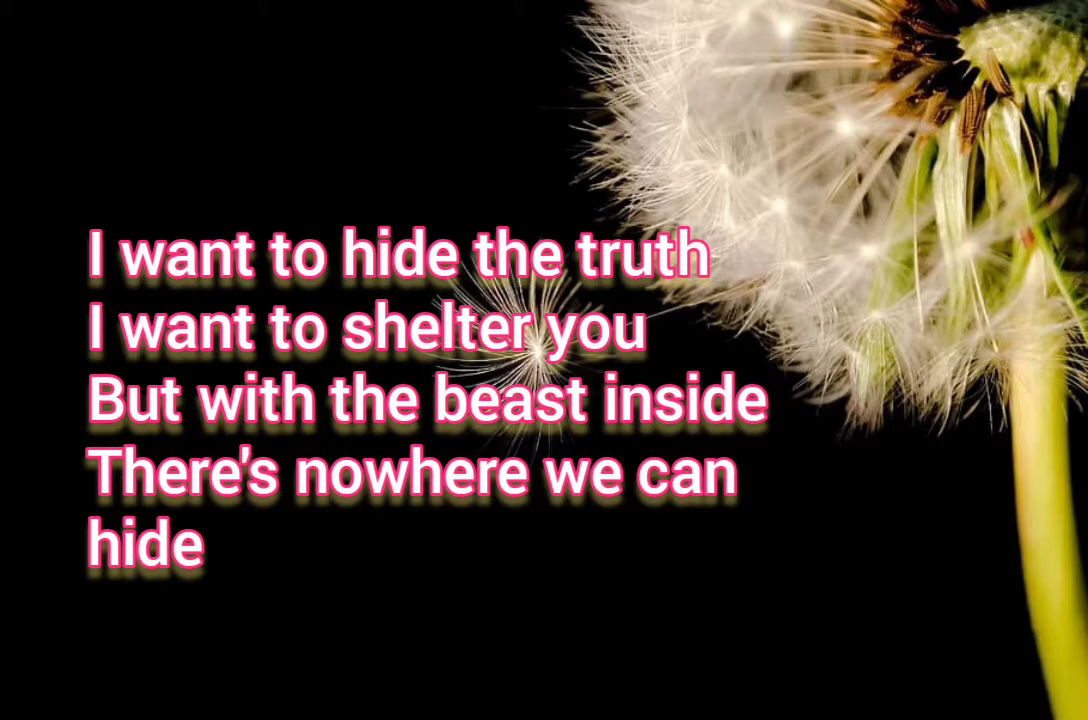 I want to hide the truth
I want to shelter you
But with the beast inside
There's nowhere we can
hide